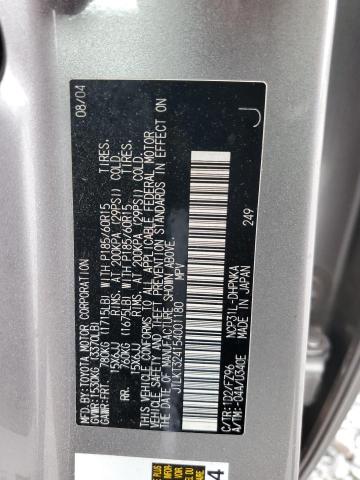 MFD.BY:TOYOTA MOTOR CORPORATION 08/04
GVWR:1530KG (3370LB)
GAWR:FRT. 780KG (1715LB) WITH P185/60R15 TIRES,
15X6JJ RIMS, AT 200KPA (29PSI) COLD.
RR. 760KG (1675LB) WITH P185/60R15 TIRES,
15X6JJ RIMS, AT 200KPA (29PSI) COLD.
THIS VEHICLE CONFORMS TO ALL APPLICABLE FEDERAL MOTOR
VEHICLE SAFETY AND THEFT PREVENTION STANDARDS IN EFFECT ON
THE DATE OF MANUFACTURE SHOWN ABOVE.
MPV
C/TR:1D2/FZ96 NCP31L-DHPNKA
249
J
4